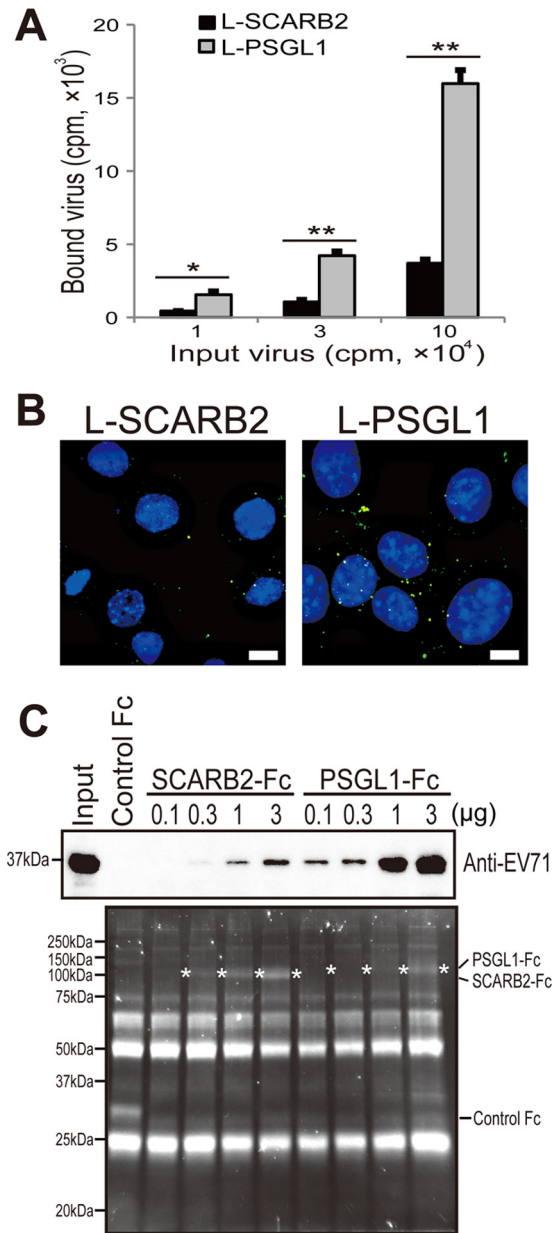 A
L-SCARB2
L-PSGL1
Bound virus (cpm, ×10³)
20
15
10
5
0
*
**
**
1 3 10
Input virus (cpm, ×10⁴)
B
L-SCARB2 L-PSGL1
C
Input
Control Fc
SCARB2-Fc PSGL1-Fc
0.1 0.3 1 3 0.1 0.3 1 3 (μg)
37kDa
Anti-EV71
250kDa
150kDa
100kDa
75kDa
50kDa
37kDa
25kDa
20kDa
* * * * * * * *
PSGL1-Fc
SCARB2-Fc
Control Fc